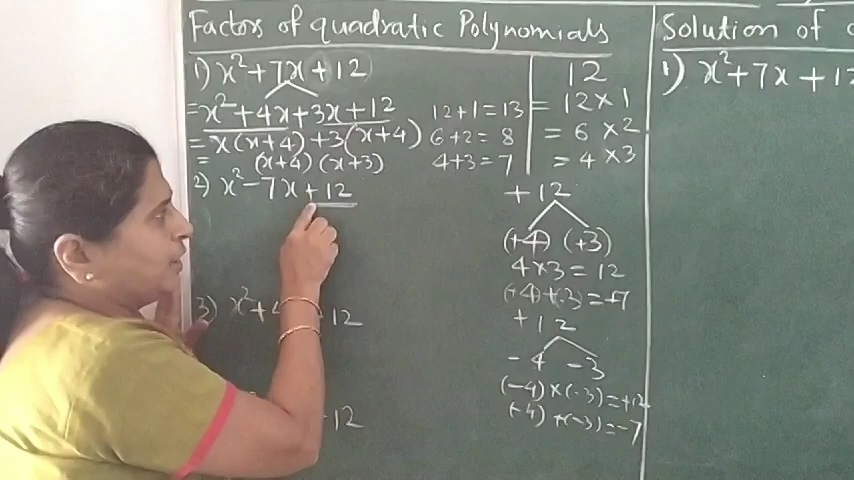 Factors of quadratic Polynomials
1) x² + 7x + 12
= x² + 4x + 3x + 12
= x(x+4) + 3(x+4)
= (x+4) (x+3)
2) x² - 7x + 12
3) x² + 4
12
- 12
12
12+1 = 13 = 12 × 1
6+2 = 8 = 6 × 2
4+3 = 7 = 4 × 3
+12
(+4) (+3)
4×3 = 12
(+4)+(+3) = +7
+12
-4 -3
(-4)×(-3) = +12
(-4)+(-3) = -7
Solution of
1) x² + 7x + 12